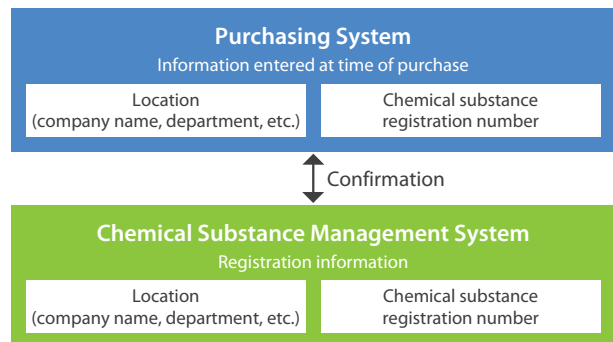 Purchasing System
Information entered at time of purchase
Location
(company name, department, etc.)
Chemical substance
registration number
Confirmation
Chemical Substance Management System
Registration information
Location
(company name, department, etc.)
Chemical substance
registration number